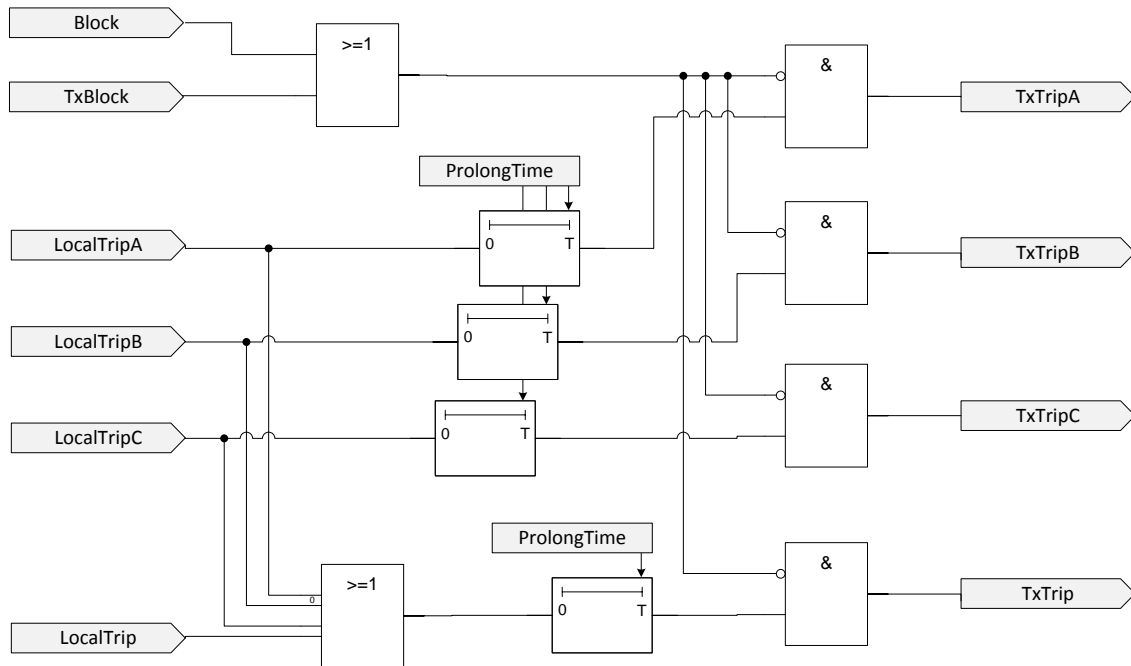 Block
>=1
&
TxBlock
TxTripA
ProlongTime
LocalTripA
0
T
&
TxTripB
LocalTripB
0
T
&
LocalTripC
0
T
TxTripC
ProlongTime
>=1
&
0
0
T
TxTrip
LocalTrip